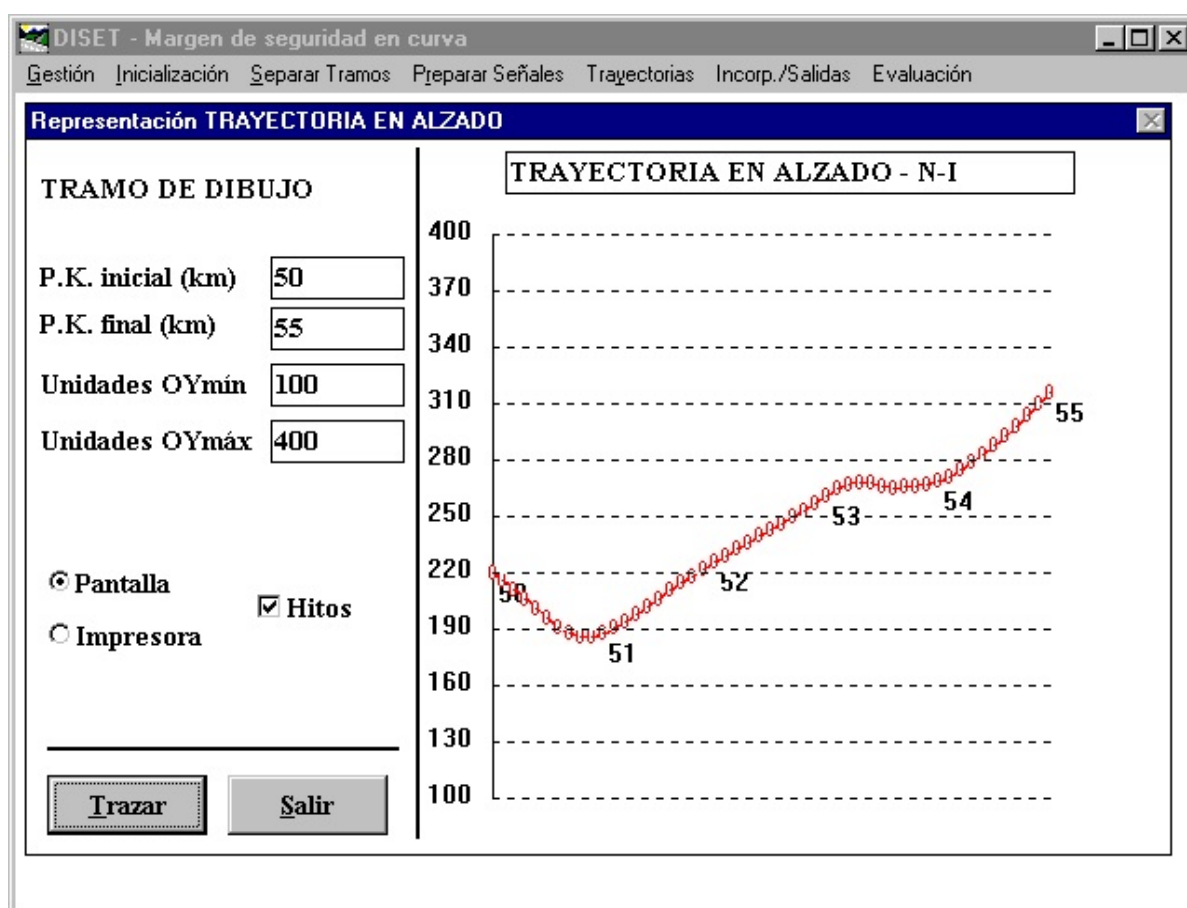 DISET - Margen de seguridad en curva
Gestión Inicialización Separar Tramos Preparar Señales Trayectorias Incorp./Salidas Evaluación
Representación TRAYECTORIA EN ALZADO
TRAMO DE DIBUJO
P.K. inicial (km) 50
P.K. final (km) 55
Unidades OYmín 100
Unidades OYmáx 400
Pantalla
Impresora
Hitos
Trazar
Salir
TRAYECTORIA EN ALZADO - N-I
400
370
340
310
280
250
220
190
160
130
100
50
51
52
53
54
55